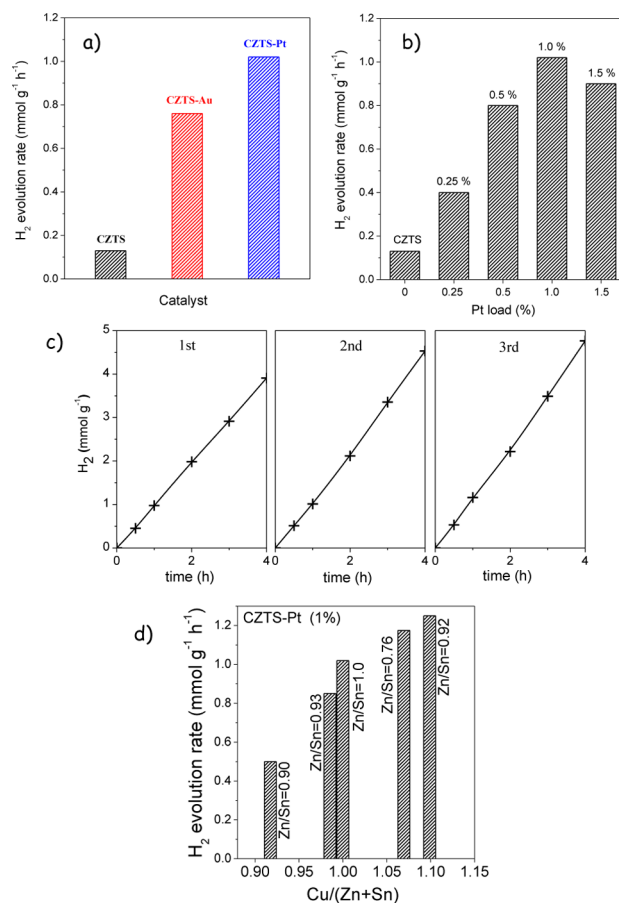 a)
H2 evolution rate (mmol g-1 h-1)
1.2
1.0
0.8
0.6
0.4
0.2
0.0
CZTS
CZTS-Au
CZTS-Pt
Catalyst
b)
H2 evolution rate (mmol g-1 h-1)
1.2
1.0
0.8
0.6
0.4
0.2
0.0
CZTS
0.25 %
0.5 %
1.0 %
1.5 %
0 0.25 0.5 1.0 1.5
Pt load (%)
c)
H2 (mmol g-1)
5
4
3
2
1
0
1st
2nd
3rd
0 2 4 2 4 2 4
time (h) time (h) time (h)
d)
H2 evolution rate (mmol g-1 h-1)
1.2
1.0
0.8
0.6
0.4
0.2
0.0
CZTS-Pt (1%)
Zn/Sn=0.90
Zn/Sn=0.93
Zn/Sn=1.0
Zn/Sn=0.76
Zn/Sn=0.92
0.90 0.95 1.00 1.05 1.10 1.15
Cu/(Zn+Sn)